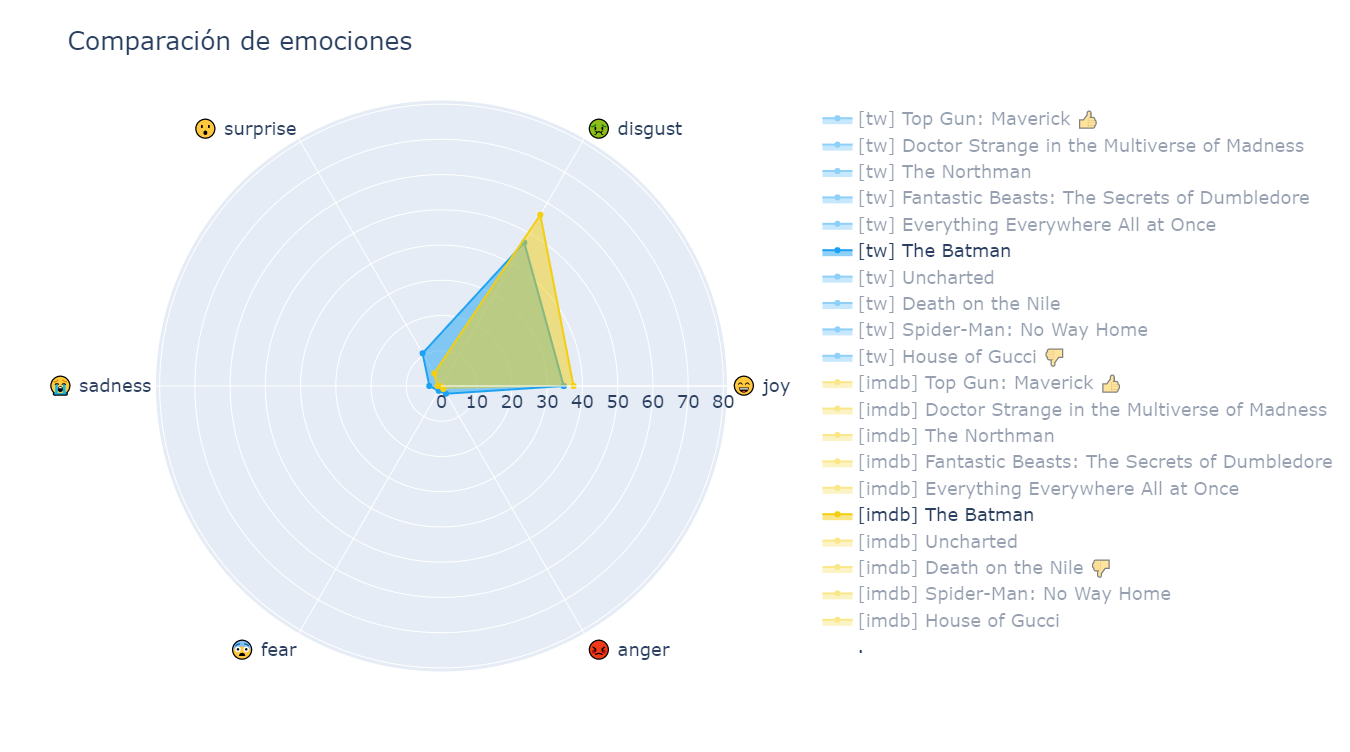 Comparación de emociones
surprise
disgust
sadness
joy
0 10 20 30 40 50 60 70 80
fear
anger
[tw] Top Gun: Maverick 👍
[tw] Doctor Strange in the Multiverse of Madness
[tw] The Northman
[tw] Fantastic Beasts: The Secrets of Dumbledore
[tw] Everything Everywhere All at Once
[tw] The Batman
[tw] Uncharted
[tw] Death on the Nile
[tw] Spider-Man: No Way Home
[tw] House of Gucci 👎
[imdb] Top Gun: Maverick 👍
[imdb] Doctor Strange in the Multiverse of Madness
[imdb] The Northman
[imdb] Fantastic Beasts: The Secrets of Dumbledore
[imdb] Everything Everywhere All at Once
[imdb] The Batman
[imdb] Uncharted
[imdb] Death on the Nile 👎
[imdb] Spider-Man: No Way Home
[imdb] House of Gucci
.